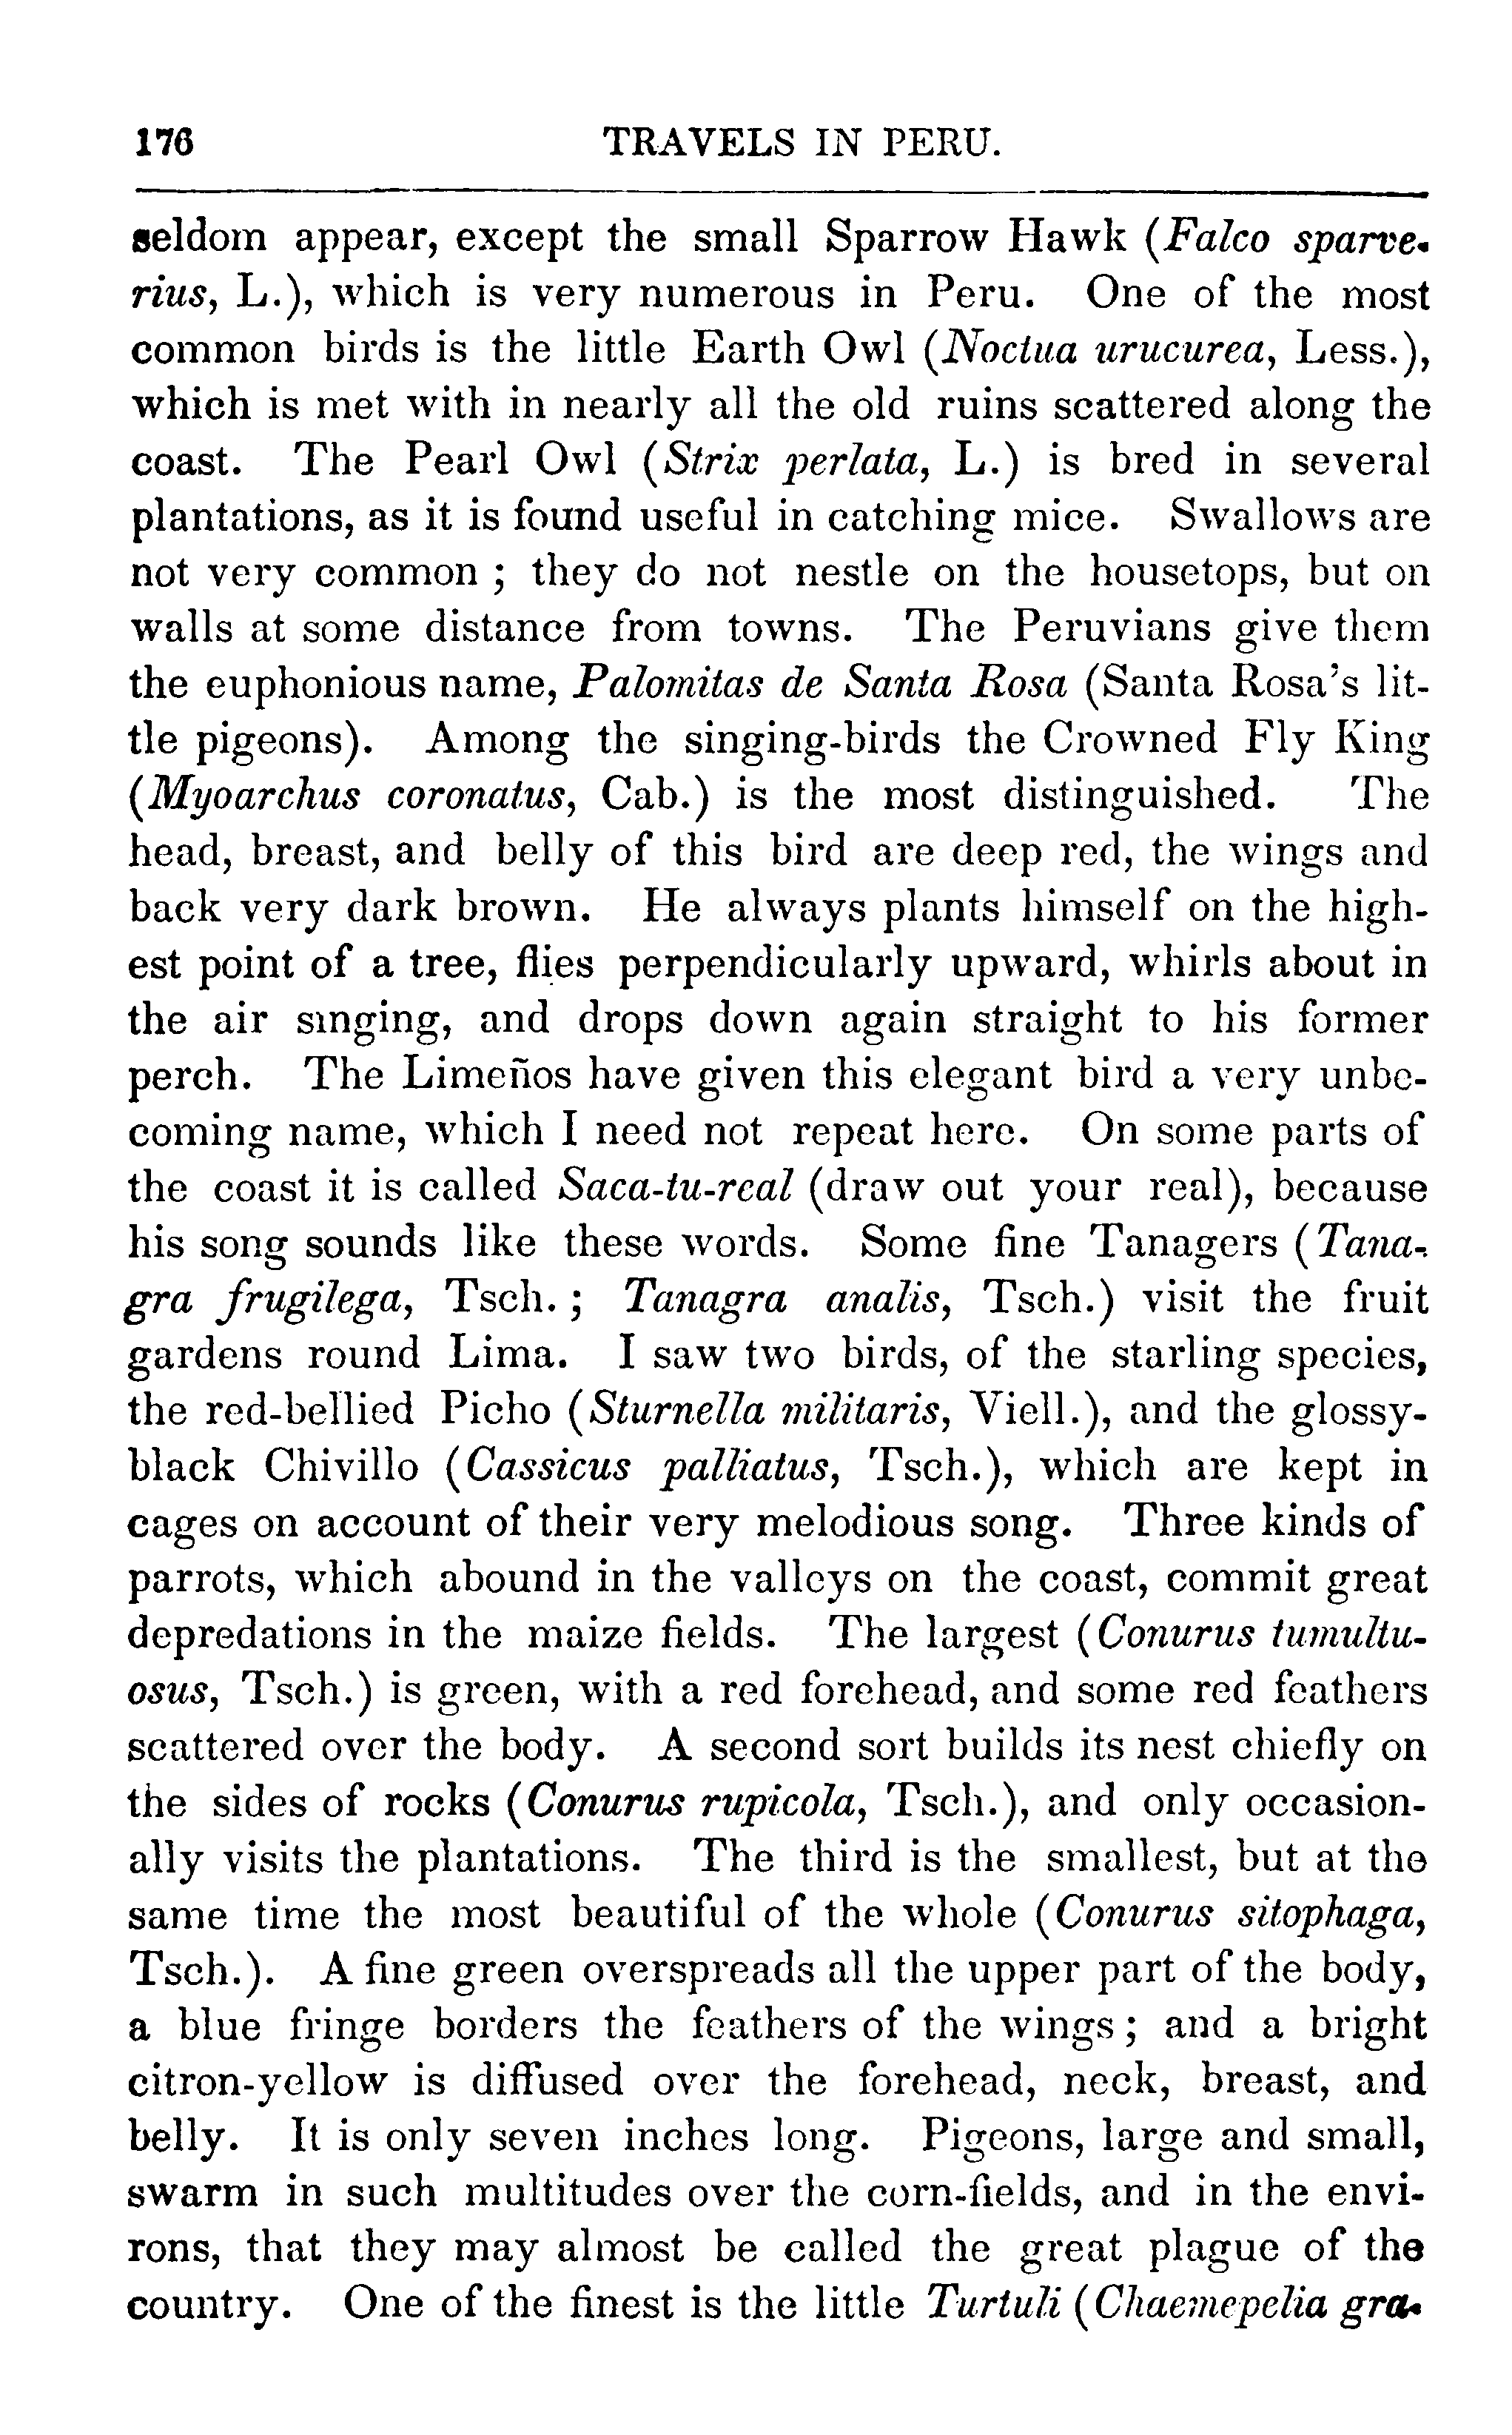 176 TRAVELS IN PERU.
seldom appear, except the small Sparrow Hawk (Falco sparve-
rius, L.), which is very numerous in Peru. One of the most
common birds is the little Earth Owl (Noctua urucurea, Less.),
which is met with in nearly all the old ruins scattered along the
coast. The Pearl Owl (Strix perlata, L.) is bred in several
plantations, as it is found useful in catching mice. Swallows are
not very common ; they do not nestle on the housetops, but on
walls at some distance from towns. The Peruvians give them
the euphonious name, Palomitas de Santa Rosa (Santa Rosa's lit-
tle pigeons). Among the singing-birds the Crowned Fly King
(Myoarchus coronatus, Cab.) is the most distinguished. The
head, breast, and belly of this bird are deep red, the wings and
back very dark brown. He always plants himself on the high-
est point of a tree, flies perpendicularly upward, whirls about in
the air singing, and drops down again straight to his former
perch. The Limeños have given this elegant bird a very unbe-
coming name, which I need not repeat here. On some parts of
the coast it is called Saca-tu-real (draw out your real), because
his song sounds like these words. Some fine Tanagers (Tana-
gra frugilega, Tsch. ; Tanagra analis, Tsch.) visit the fruit
gardens round Lima. I saw two birds, of the starling species,
the red-bellied Picho (Sturnella militaris, Viell.), and the glossy-
black Chivillo (Cassicus palliatus, Tsch.), which are kept in
cages on account of their very melodious song. Three kinds of
parrots, which abound in the valleys on the coast, commit great
depredations in the maize fields. The largest (Conurus tumultu-
osus, Tsch.) is green, with a red forehead, and some red feathers
scattered over the body. A second sort builds its nest chiefly on
the sides of rocks (Conurus rupicola, Tsch.), and only occasion-
ally visits the plantations. The third is the smallest, but at the
same time the most beautiful of the whole (Conurus sitophaga,
Tsch.). A fine green overspreads all the upper part of the body,
a blue fringe borders the feathers of the wings ; and a bright
citron-yellow is diffused over the forehead, neck, breast, and
belly. It is only seven inches long. Pigeons, large and small,
swarm in such multitudes over the corn-fields, and in the envi-
rons, that they may almost be called the great plague of the
country. One of the finest is the little Turtuli (Chaemepelia gra-